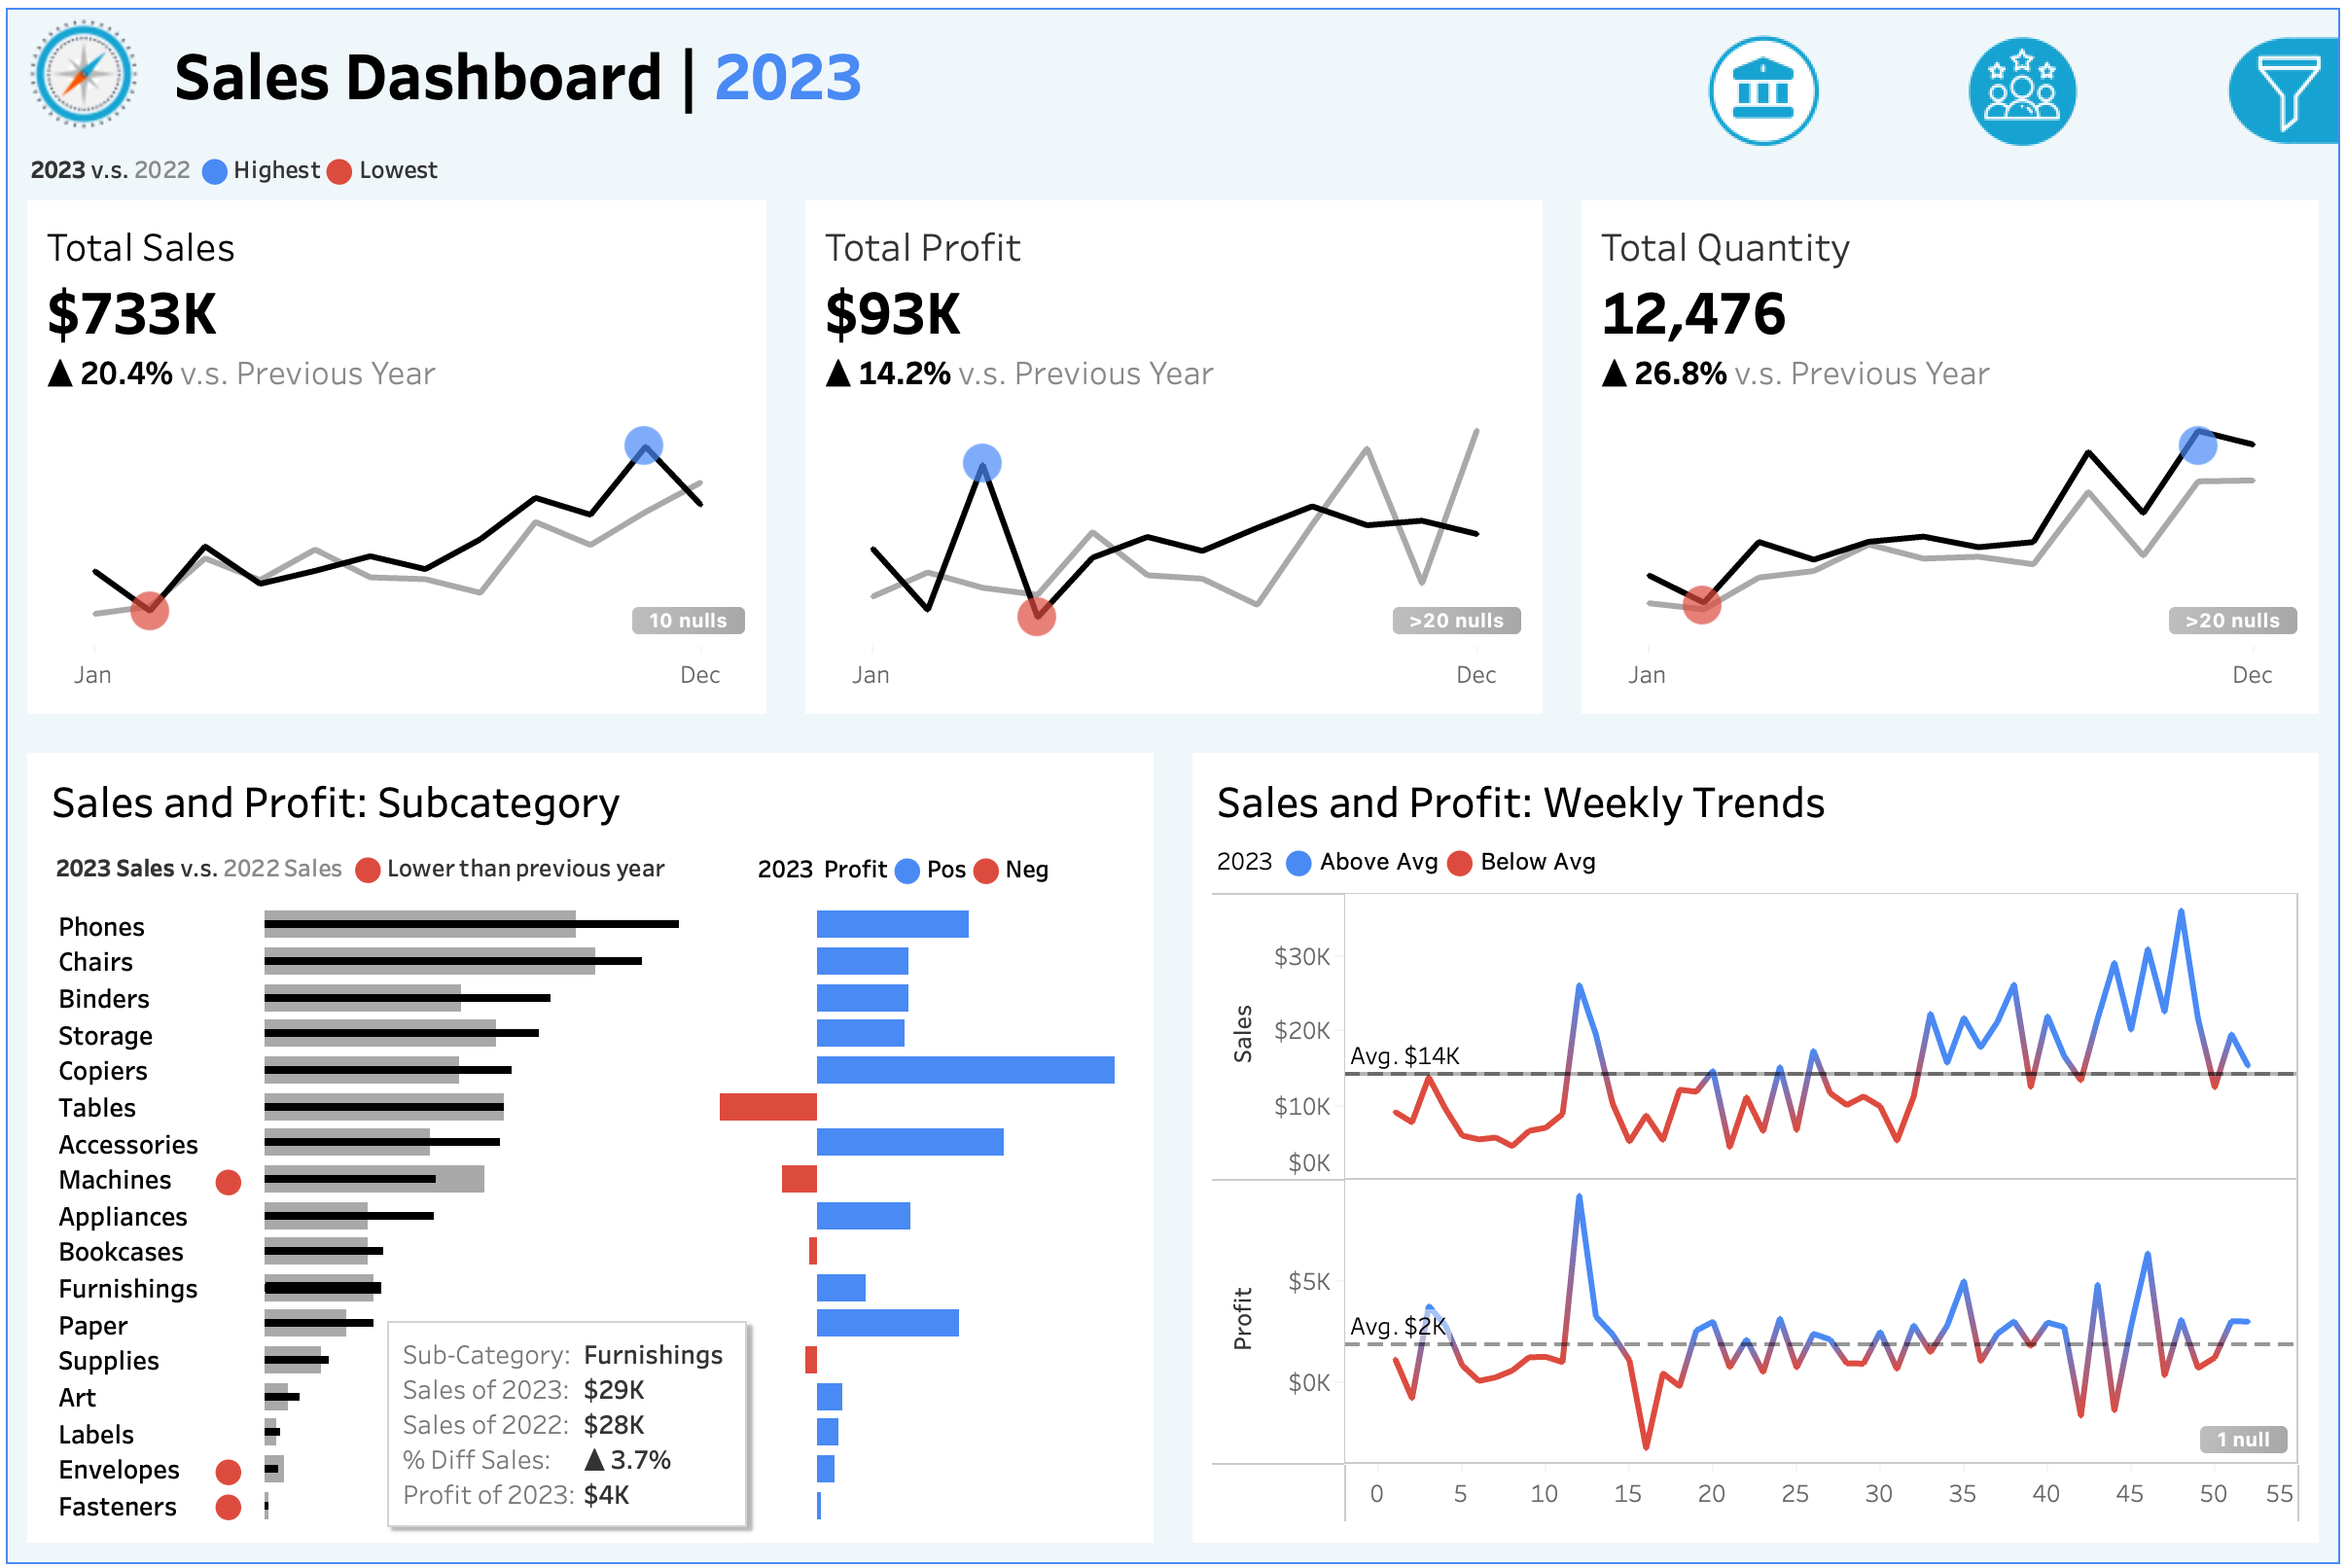 Sales Dashboard | 2023
2023 v.s. 2022 Highest Lowest
Total Sales
$733K
▲ 20.4% v.s. Previous Year
10 nulls
Jan Dec
Total Profit
$93K
▲ 14.2% v.s. Previous Year
>20 nulls
Jan Dec
Total Quantity
12,476
▲ 26.8% v.s. Previous Year
>20 nulls
Jan Dec
Sales and Profit: Subcategory
2023 Sales v.s. 2022 Sales Lower than previous year
2023 Profit Pos Neg
Phones
Chairs
Binders
Storage
Copiers
Tables
Accessories
Machines
Appliances
Bookcases
Furnishings
Paper
Supplies
Art
Labels
Envelopes
Fasteners
Sub-Category: Furnishings
Sales of 2023: $29K
Sales of 2022: $28K
% Diff Sales: ▲ 3.7%
Profit of 2023: $4K
Sales and Profit: Weekly Trends
2023 Above Avg Below Avg
Sales
$30K
$20K
Avg. $14K
$10K
$0K
Profit
$5K
Avg. $2K
$0K
1 null
0 5 10 15 20 25 30 35 40 45 50 55